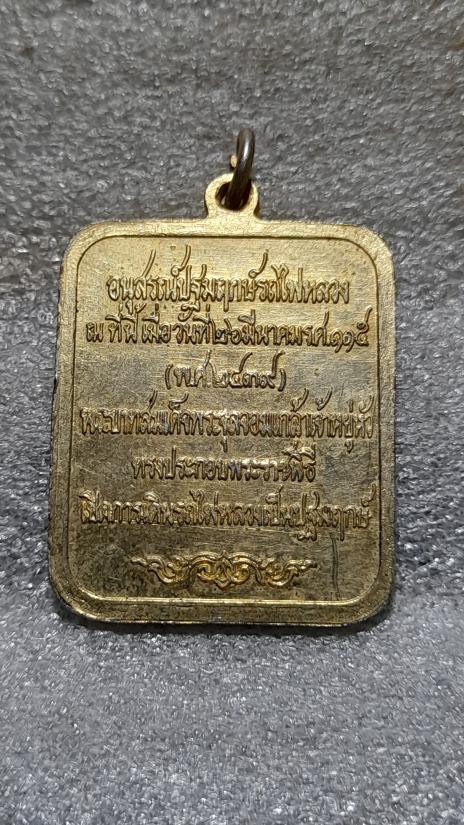 อนุสรณ์ปฐมฤกษ์รถไฟหลวง
ณ ที่นี้ เมื่อวันที่๒๖มีนาคมร.ศ.๑๑๕
(พ.ศ.๒๔๓๙)
พระบาทสมเด็จพระจุลจอมเกล้าเจ้าหยู่หัว
ทรงประกอบพระราชพิธี
เปิดการเดินรถไฟหลวงเป็นปฐมฤกษ์